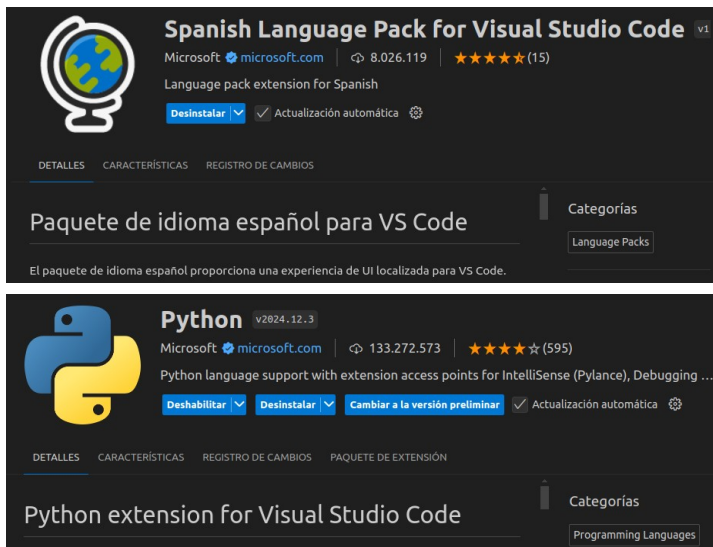 Spanish Language Pack for Visual Studio Code v1
Microsoft microsoft.com 8.026.119 (15)
Language pack extension for Spanish
Desinstalar Actualización automática
DETALLES CARACTERÍSTICAS REGISTRO DE CAMBIOS
Paquete de idioma español para VS Code
Categorías
Language Packs
El paquete de idioma español proporciona una experiencia de UI localizada para VS Code.
Python v2024.12.3
Microsoft microsoft.com 133.272.573 (595)
Python language support with extension access points for IntelliSense (Pylance), Debugging ...
Deshabilitar Desinstalar Cambiar a la versión preliminar Actualización automática
DETALLES CARACTERÍSTICAS REGISTRO DE CAMBIOS PAQUETE DE EXTENSIÓN
Python extension for Visual Studio Code
Categorías
Programming Languages